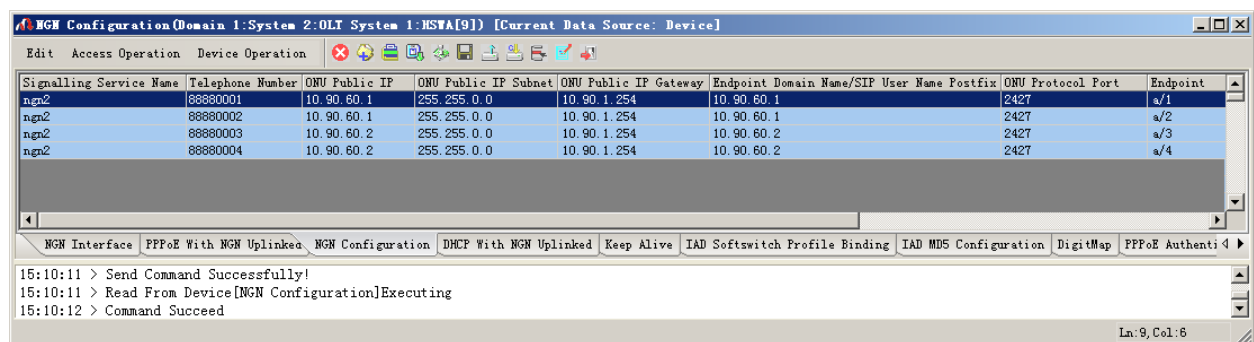 NGN Configuration(Domain 1:System 2:OLT System 1:HSWA[9]) [Current Data Source: Device]
Edit Access Operation Device Operation
Signalling Service Name Telephone Number ONU Public IP ONU Public IP Subnet ONU Public IP Gateway Endpoint Domain Name/SIP User Name Postfix ONU Protocol Port Endpoint
ngn2 88880001 10.90.60.1 255.255.0.0 10.90.1.254 10.90.60.1 2427 a/1
ngn2 88880002 10.90.60.1 255.255.0.0 10.90.1.254 10.90.60.1 2427 a/2
ngn2 88880003 10.90.60.2 255.255.0.0 10.90.1.254 10.90.60.2 2427 a/3
ngn2 88880004 10.90.60.2 255.255.0.0 10.90.1.254 10.90.60.2 2427 a/4
NGN Interface PPPoE With NGN Uplinked NGN Configuration DHCP With NGN Uplinked Keep Alive IAD Softswitch Profile Binding IAD MD5 Configuration DigitMap PPPoE Authenti
15:10:11 > Send Command Successfully!
15:10:11 > Read From Device[NGN Configuration]Executing
15:10:12 > Command Succeed
Ln:9,Col:6